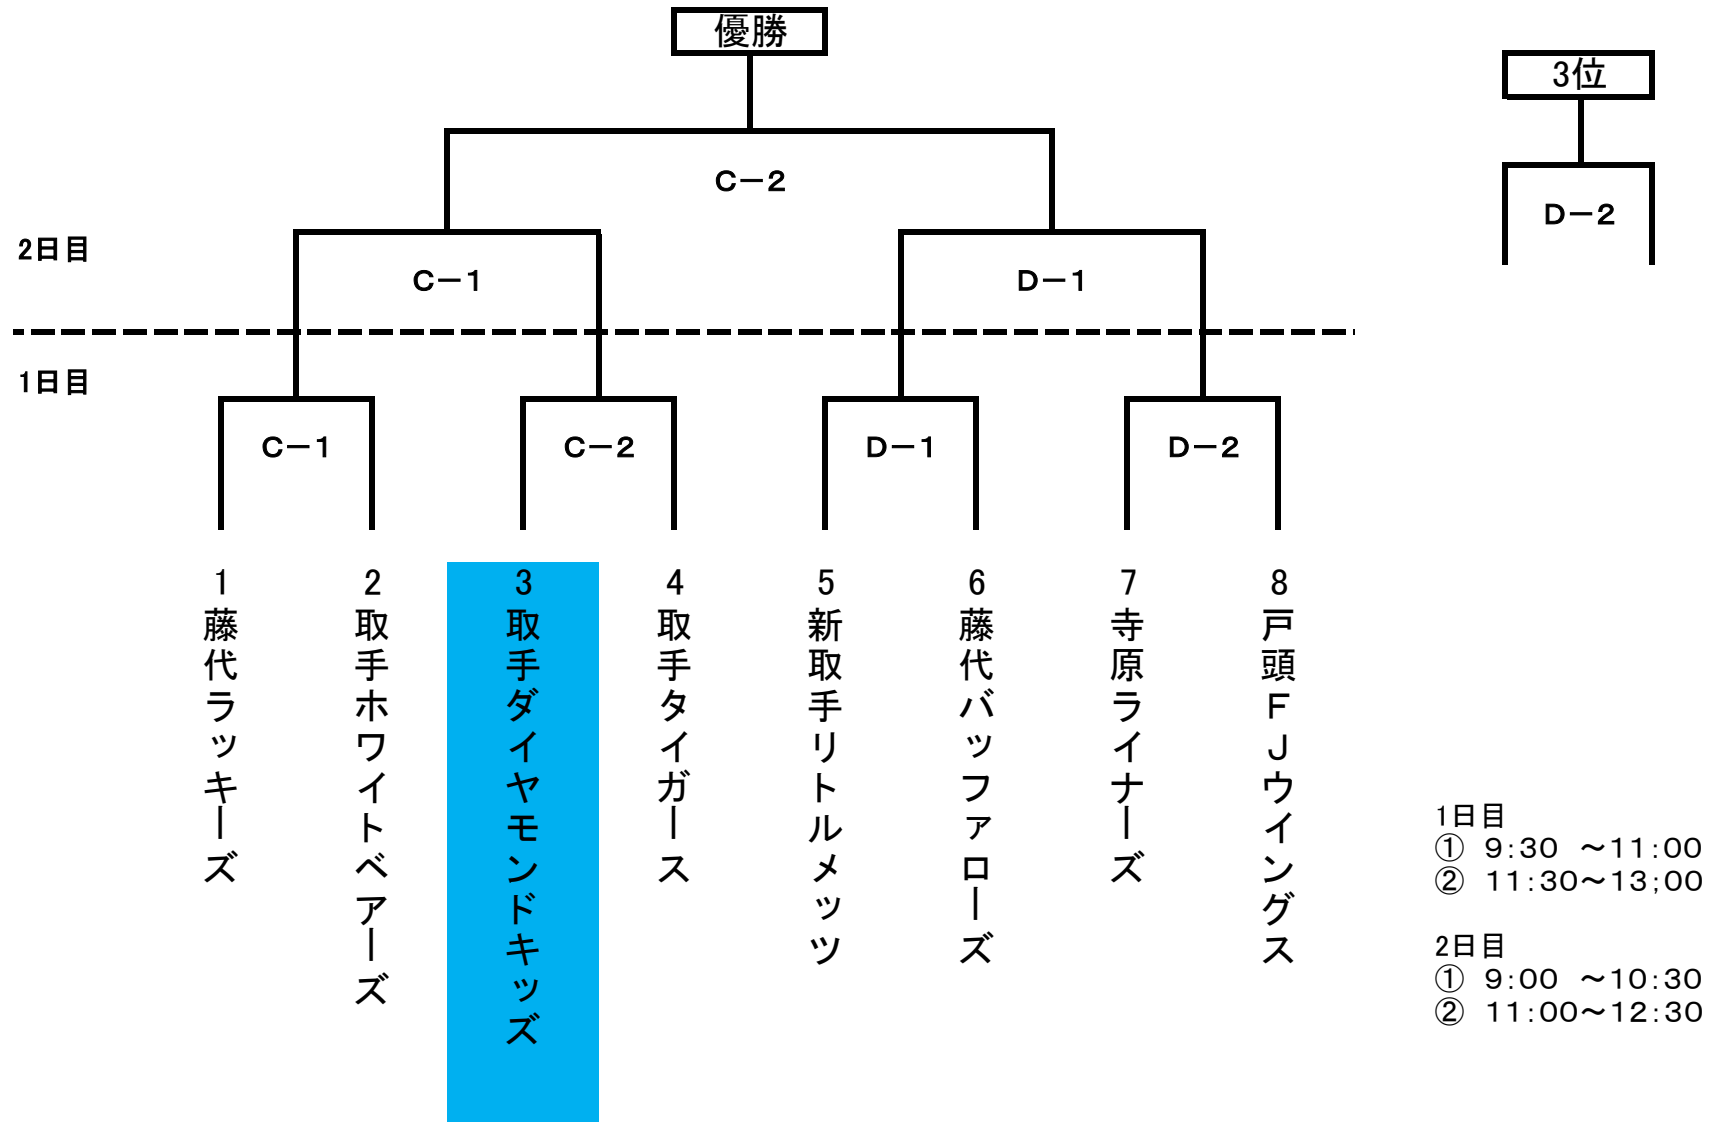 優勝
3位
C－2
D－2
2日目
C－1
D－1
1日目
C－1
C－2
D－1
D－2
1藤代ラッキーズ
2取手ホワイトベアーズ
3取手ダイヤモンドキッズ
4取手タイガース
5新取手リトルメッツ
6藤代バッファローズ
7寺原ライナーズ
8戸頭FJウイングス
1日目
① 9:30 ～11:00
② 11:30～13;00
2日目
① 9:00 ～10:30
② 11:00～12:30